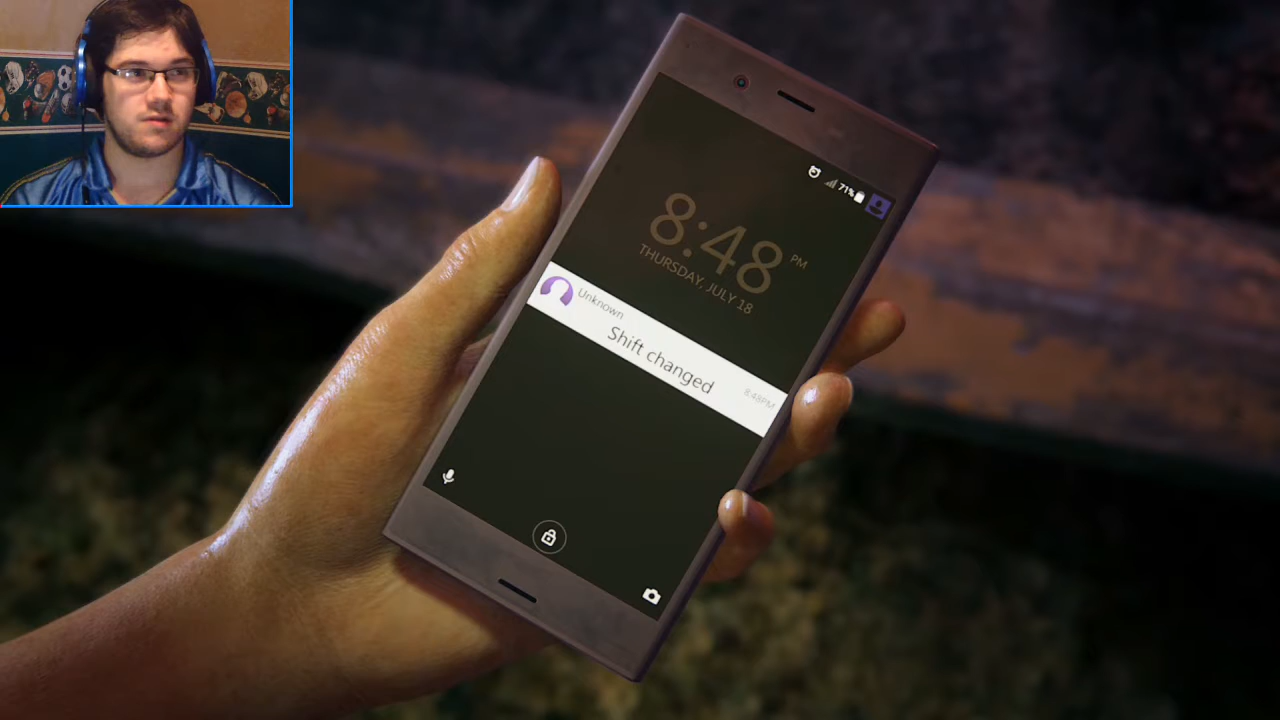 71%
8:48 PM
THURSDAY, JULY 18
Unknown
Shift changed
8:48PM